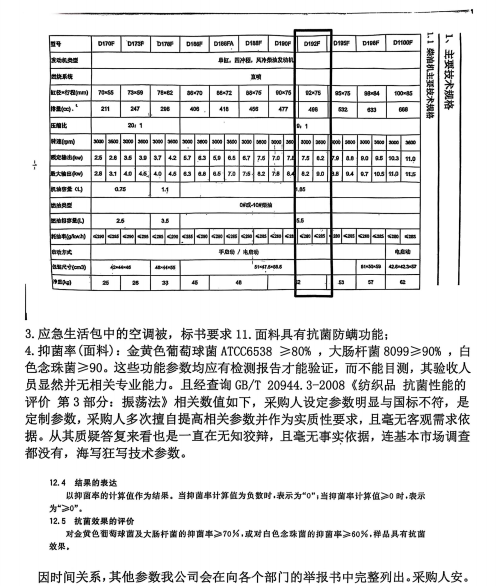 1
1、主要技术规格
1.1 柴油机主要技术规格
型号 D170F D173F D178F D186F D186FA D188F D190F D192F D195F D198F D1100F
发动机类型 单缸，四冲程，风冷柴油发动机
燃烧系统 直喷
缸径×行程(mm) 70×55 73×59 78×62 86×70 86×72 88×75 90×75 92×75 95×75 98×84 100×85
排量(cc) 211 247 296 406 418 456 477 498 532 633 668
压缩比 20：1 19：1
转速(rpm) 3000 3600 3000 3600 3000 3600 3000 3600 3000 3600 3000 3600 3000 3600 3000 3600 3000 3600 3000 3600 3000 3600
额定输出(kw) 2.5 2.8 3.5 3.9 3.7 4.2 5.7 6.3 5.9 6.5 6.7 7.5 7.0 7.8 7.5 8.2 7.9 8.8 9.0 9.5 10.3 11.0
最大输出(kw) 2.8 3.1 4.0 4.5 4.0 4.5 6.3 6.8 6.5 7.0 7.5 8.2 7.8 8.2 9.0 8.8 9.4 9.7 10.5 11.0 11.5
机油容量（L） 0.75 1.1 1.65
燃油类型 0#或-10#柴油
燃油箱容量(L) 2.5 3.5 5.5
耗油率(g/kw.h)
启动方式 手启动 / 电启动 电启动
包装尺寸(cm3) 42×44×46 48×44×55 51×47.5×56.5 51×50×59 42.6×42.3×57
净重(kg) 25 26 33 45 48 52 53 57 62
3.应急生活包中的空调被，标书要求 11.面料具有抗菌防螨功能；
4.抑菌率(面料)：金黄色葡萄球菌 ATCC6538 ≥80%，大肠杆菌 8099≥90%，白
色念珠菌≥90。这些功能参数均应有检测报告才能验证，而不能目测，其验收人
员显然并无相关专业能力。且经查询 GB/T 20944.3-2008《纺织品 抗菌性能的
评价 第 3 部分：振荡法》相关数值如下，采购人设定参数明显与国标不符，是
定制参数，采购人多次擅自提高相关参数并作为实质性要求，且毫无客观需求依
据。从其质疑答复来看也是一直在无知狡辩，且毫无事实依据，连基本市场调查
都没有，海写狂写技术参数。
12.4 结果的表达
以抑菌率的计算值作为结果。当抑菌率计算值为负数时，表示为“0”；当抑菌率计算值≥0 时，表示
为“≥0”。
12.5 抗菌效果的评价
对金黄色葡萄球菌及大肠杆菌的抑菌率≥70%，或对白色念珠菌的抑菌率≥60%，样品具有抗菌
效果。
因时间关系，其他参数我公司会在向各个部门的举报书中完整列出。采购人安。